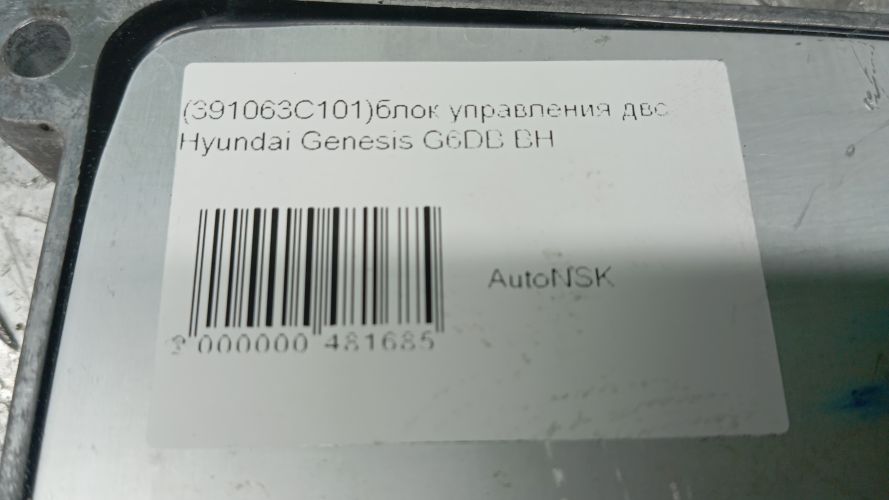 (391063C101)блок управления двс
Hyundai Genesis G6DB BH
AutoNSK
000000 481685